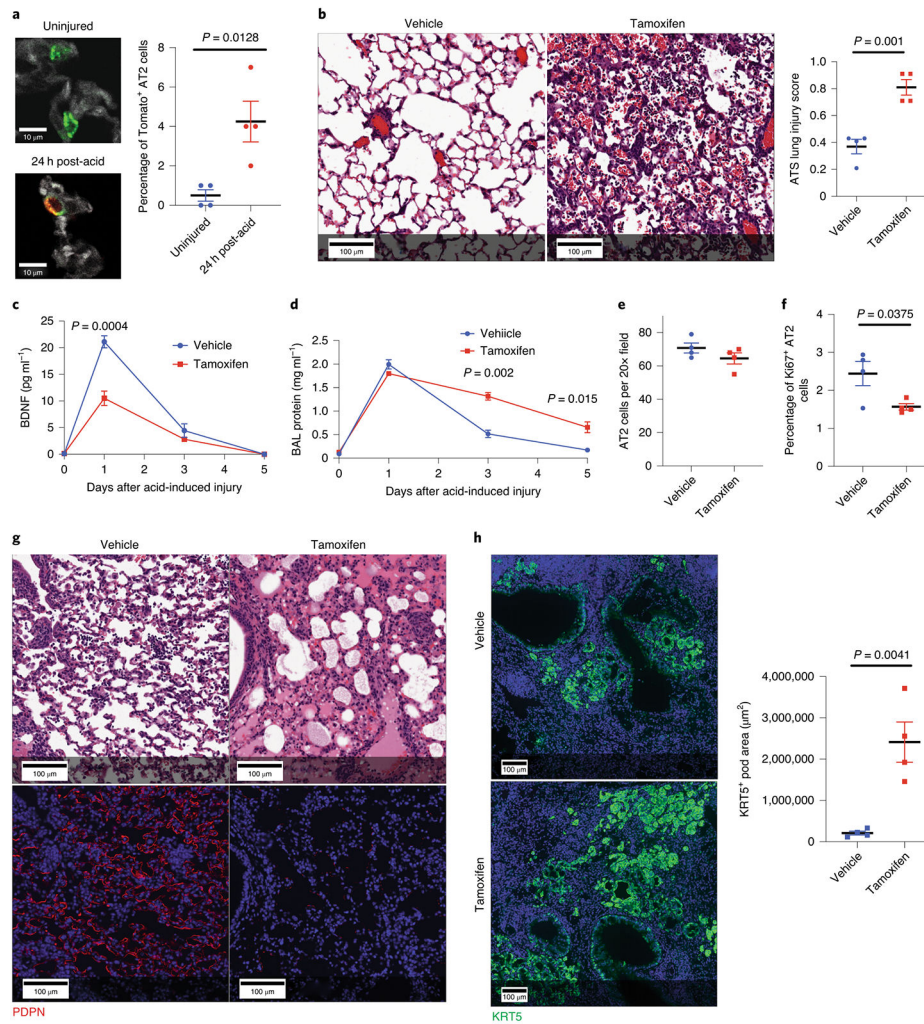 a
Uninjured
10 μm
24 h post-acid
10 μm
Percentage of Tomato⁺ AT2 cells
P = 0.0128
8
6
4
2
0
Uninjured
24 h post-acid
b
Vehicle
Tamoxifen
100 μm
100 μm
ATS lung injury score
P = 0.001
1.0
0.8
0.6
0.4
0.2
0
Vehicle
Tamoxifen
c
BDNF (pg ml⁻¹)
25
20
15
10
5
0
P = 0.0004
Vehicle
Tamoxifen
0 1 2 3 4 5
Days after acid-induced injury
d
BAL protein (mg ml⁻¹)
2.5
2.0
1.5
1.0
0.5
0
Vehiicle
Tamoxifen
P = 0.002
P = 0.015
0 1 2 3 4 5
Days after acid-induced injury
e
AT2 cells per 20x field
80
60
40
20
0
Vehicle
Tamoxifen
f
Percentage of Ki67⁺ AT2
cells
P = 0.0375
4
3
2
1
0
Vehicle
Tamoxifen
g
Vehicle
Tamoxifen
100 μm
100 μm
100 μm
100 μm
PDPN
h
Vehicle
100 μm
Tamoxifen
100 μm
KRT5
KRT5⁺ pod area (μm²)
P = 0.0041
4,000,000
3,000,000
2,000,000
1,000,000
0
Vehicle
Tamoxifen